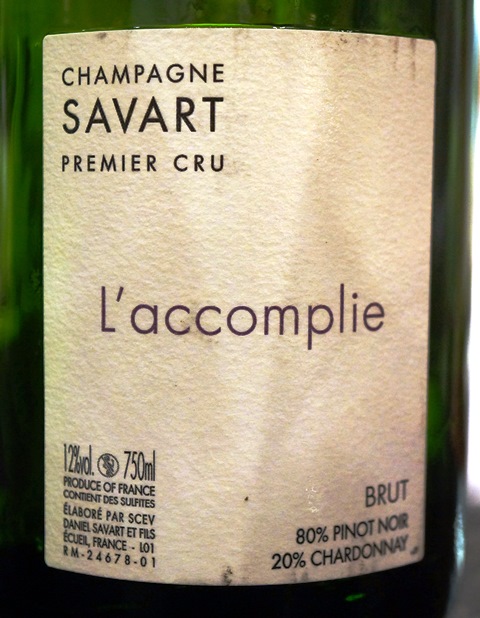 CHAMPAGNE
SAVART
PREMIER CRU
L'accomplie
12%vol. 750ml
PRODUCE OF FRANCE
CONTIENT DES SULFITES
ÉLABORÉ PAR SCEV
DANIEL SAVART ET FILS
ÉCUEIL, FRANCE - L01
RM-24678-01
BRUT
80% PINOT NOIR
20% CHARDONNAY